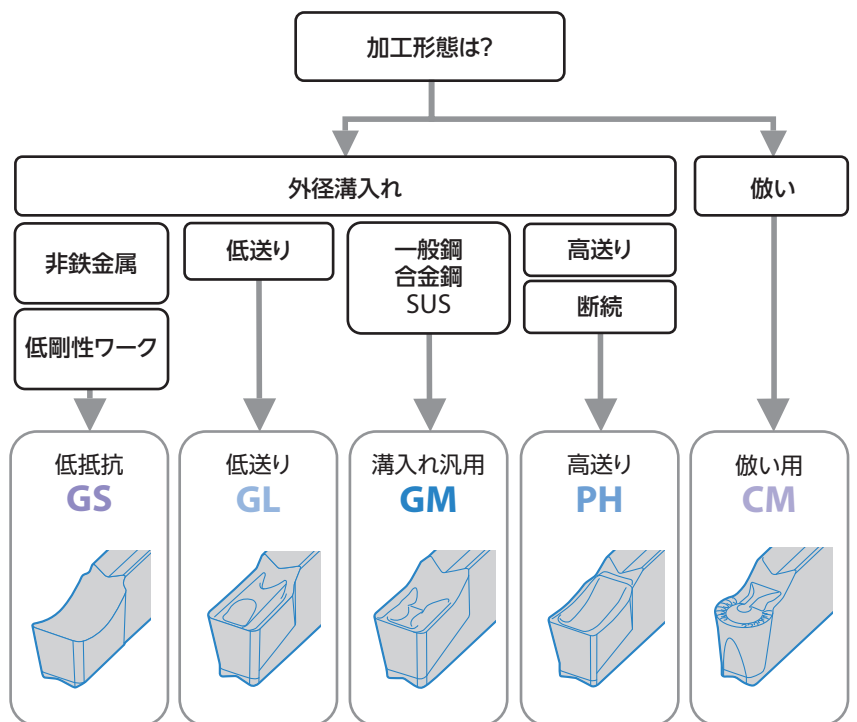 加工形態は?
外径溝入れ
倣い
非鉄金属
低剛性ワーク
低送り
一般鋼
合金鋼
SUS
高送り
断続
低抵抗
GS
低送り
GL
溝入れ汎用
GM
高送り
PH
倣い用
CM